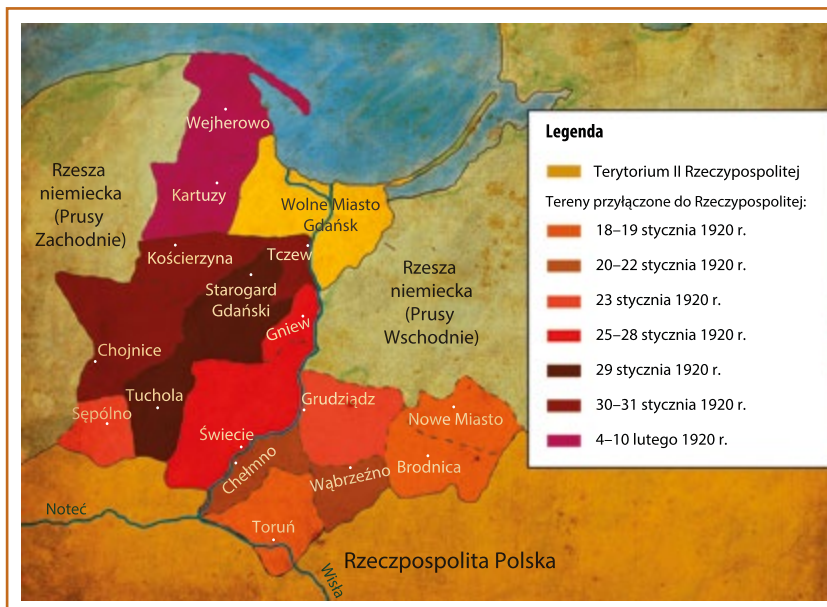 Wejherowo
Rzesza
niemiecka
(Prusy
Zachodnie)
Kartuzy
Wolne Miasto
Gdańsk
Kościerzyna
Tczew
Starogard
Gdański
Rzesza
niemiecka
(Prusy
Wschodnie)
Gniew
Chojnice
Tuchola
Sępólno
Grudziądz
Nowe Miasto
Świecie
Chełmno
Wąbrzeźno
Brodnica
Noteć
Toruń
Rzeczpospolita Polska
Wisła
Legenda
Terytorium II Rzeczypospolitej
Tereny przyłączone do Rzeczypospolitej:
18–19 stycznia 1920 r.
20–22 stycznia 1920 r.
23 stycznia 1920 r.
25–28 stycznia 1920 r.
29 stycznia 1920 r.
30–31 stycznia 1920 r.
4–10 lutego 1920 r.